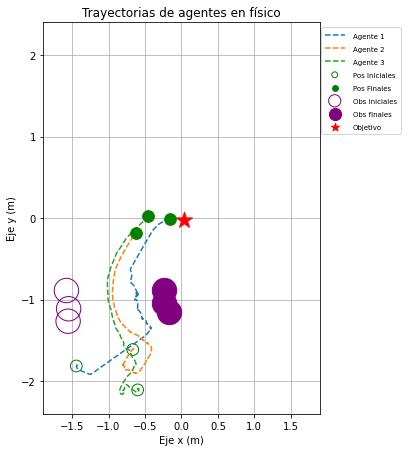 Trayectorias de agentes en físico
Agente 1
Agente 2
Agente 3
Pos Iniciales
Pos Finales
Obs Iniciales
Obs finales
Objetivo
Eje y (m)
2
1
0
−1
−2
−1.5
−1.0
−0.5
0.0
0.5
1.0
1.5
Eje x (m)